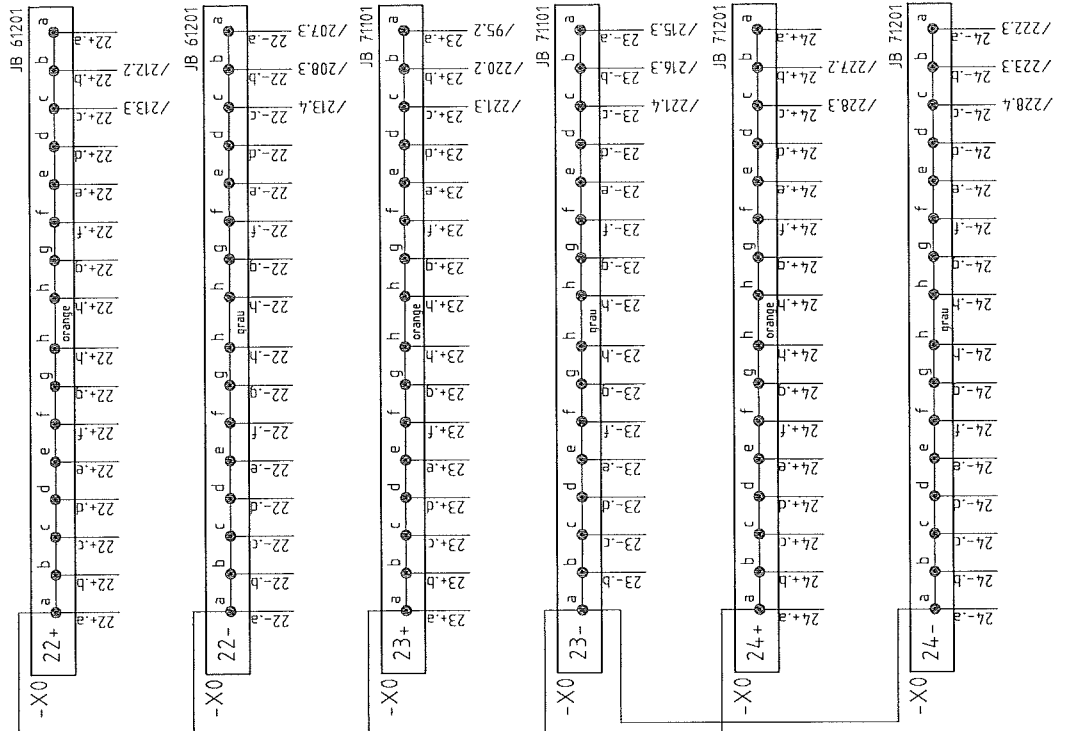 -X0
22+
a b c d e f g h h g f e d c b a
orange
22+.a 22+.b 22+.c 22+.d 22+.e 22+.f 22+.g 22+.h 22+.h 22+.g 22+.f 22+.e 22+.d 22+.c 22+.b 22+.a
/213.3
/212.2
JB 61201
-X0
22-
a b c d e f g h h g f e d c b a
grau
22-.a 22-.b 22-.c 22-.d 22-.e 22-.f 22-.g 22-.h 22-.h 22-.g 22-.f 22-.e 22-.d 22-.c 22-.b 22-.a
/213.4
/208.3
/207.3
JB 61201
-X0
23+
a b c d e f g h h g f e d c b a
orange
23+.a 23+.b 23+.c 23+.d 23+.e 23+.f 23+.g 23+.h 23+.h 23+.g 23+.f 23+.e 23+.d 23+.c 23+.b 23+.a
/221.3
/220.2
/95.2
JB 71101
-X0
23-
a b c d e f g h h g f e d c b a
grau
23-.b 23-.c 23-.d 23-.e 23-.f 23-.g 23-.h 23-.h 23-.g 23-.f 23-.e 23-.d 23-.c 23-.b 23-.a
/221.4
/216.3
/215.3
JB 71101
-X0
24+
a b c d e f g h h g f e d c b a
orange
24+.a 24+.b 24+.c 24+.d 24+.e 24+.f 24+.g 24+.h 24+.h 24+.g 24+.f 24+.e 24+.d 24+.c 24+.b 24+.a
/228.3
/227.2
JB 71201
-X0
24-
a b c d e f g h h g f e d c b a
grau
24-.a 24-.b 24-.c 24-.d 24-.e 24-.f 24-.g 24-.h 24-.h 24-.g 24-.f 24-.e 24-.d 24-.c 24-.b 24-.a
/228.4
/223.3
/222.3
JB 71201